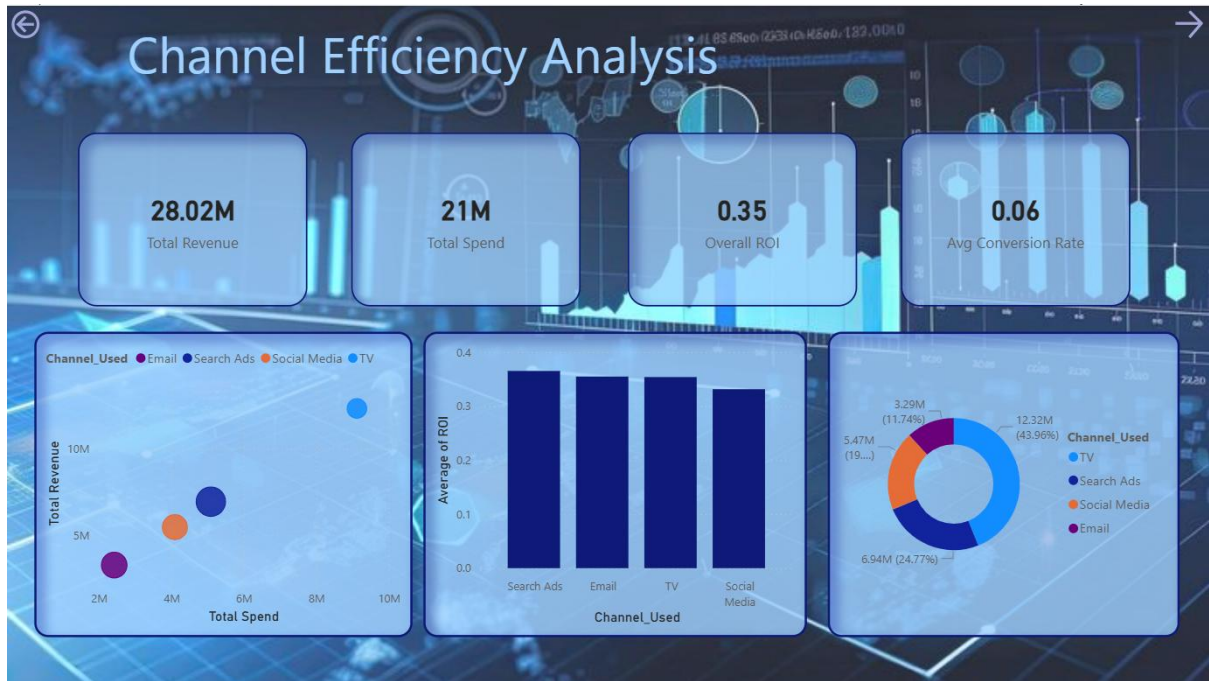 Channel Efficiency Analysis
28.02M
Total Revenue
21M
Total Spend
0.35
Overall ROI
0.06
Avg Conversion Rate
Channel_Used Email Search Ads Social Media TV
Total Revenue
10M
5M
2M 4M 6M 8M 10M
Total Spend
Average of ROI
0.4
0.3
0.2
0.1
0.0
Search Ads Email TV Social
Media
Channel_Used
3.29M
(11.74%)
12.32M
(43.96%)
5.47M
(19....)
6.94M (24.77%)
Channel_Used
TV
Search Ads
Social Media
Email